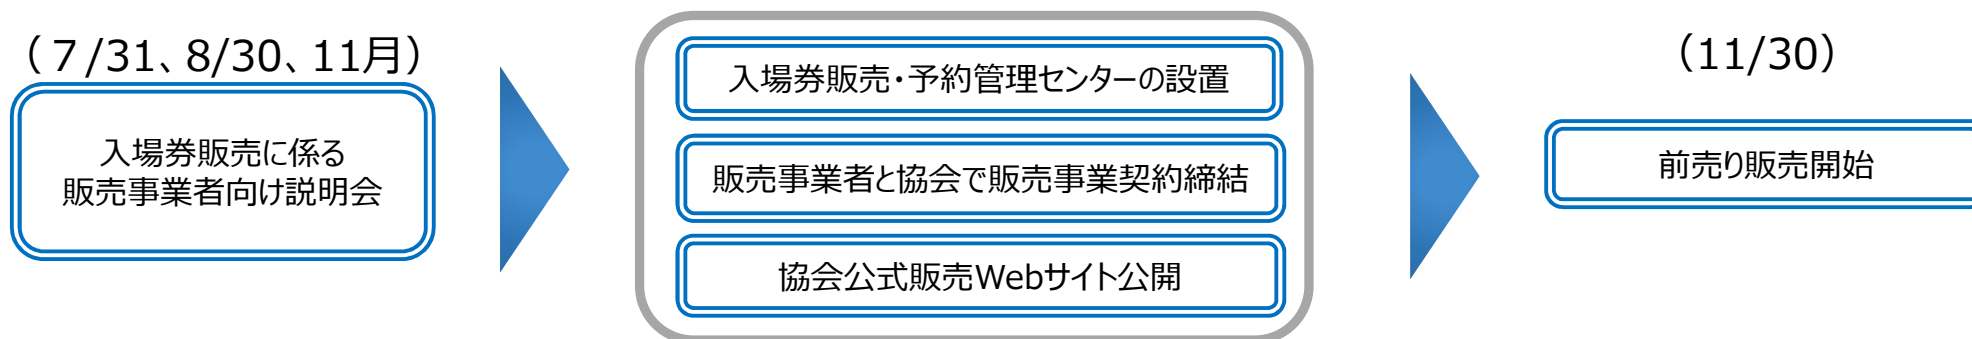 （７/31、8/30、11月）
入場券販売に係る
販売事業者向け説明会
入場券販売・予約管理センターの設置
販売事業者と協会で販売事業契約締結
協会公式販売Webサイト公開
（11/30）
前売り販売開始